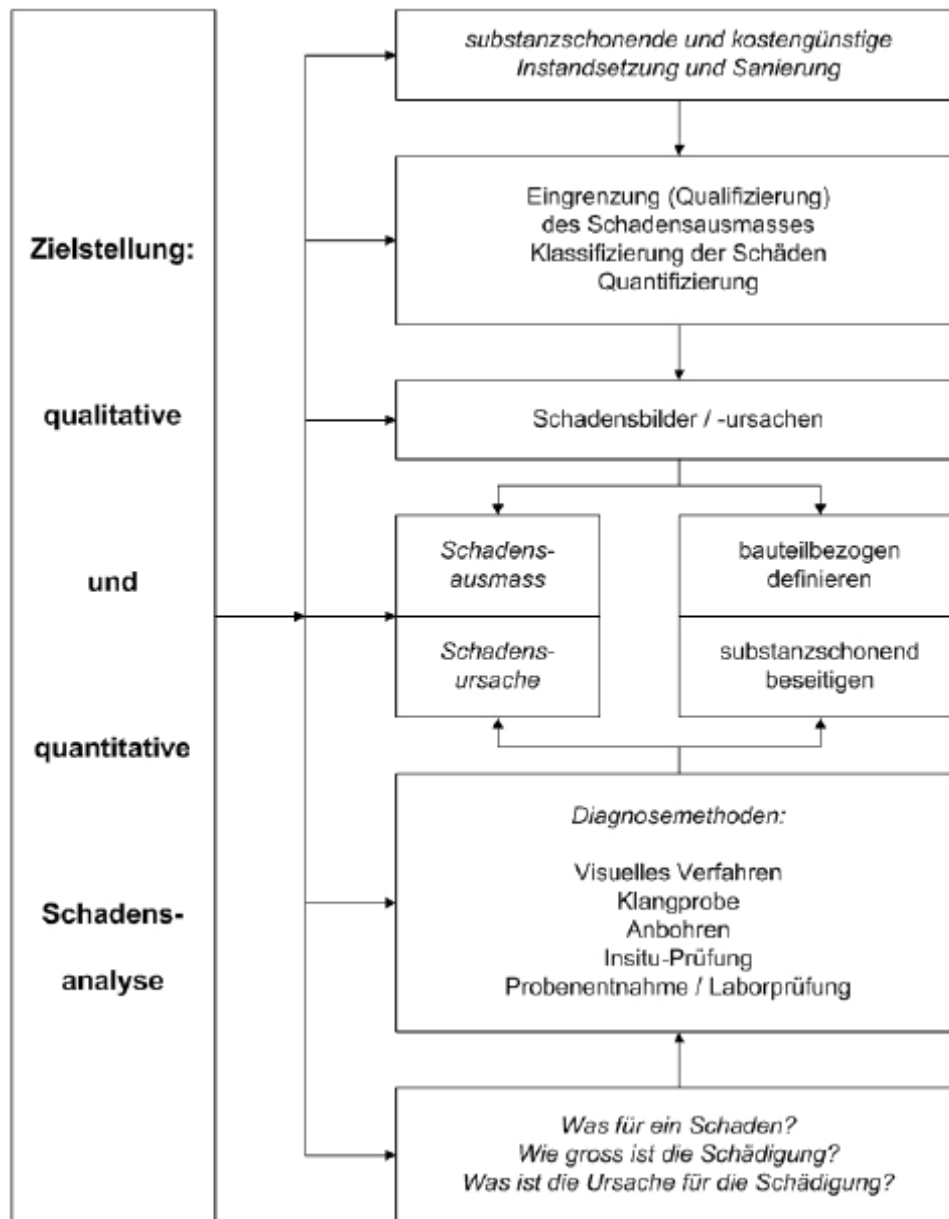 Zielstellung:
qualitative
und
quantitative
Schadens-
analyse
substanzschonende und kostengünstige
Instandsetzung und Sanierung
Eingrenzung (Qualifizierung)
des Schadensausmasses
Klassifizierung der Schäden
Quantifizierung
Schadensbilder / -ursachen
Schadens-
ausmass
bauteilbezogen
definieren
Schadens-
ursache
substanzschonend
beseitigen
Diagnosemethoden:
Visuelles Verfahren
Klangprobe
Anbohren
Insitu-Prüfung
Probenentnahme / Laborprüfung
Was für ein Schaden?
Wie gross ist die Schädigung?
Was ist die Ursache für die Schädigung?